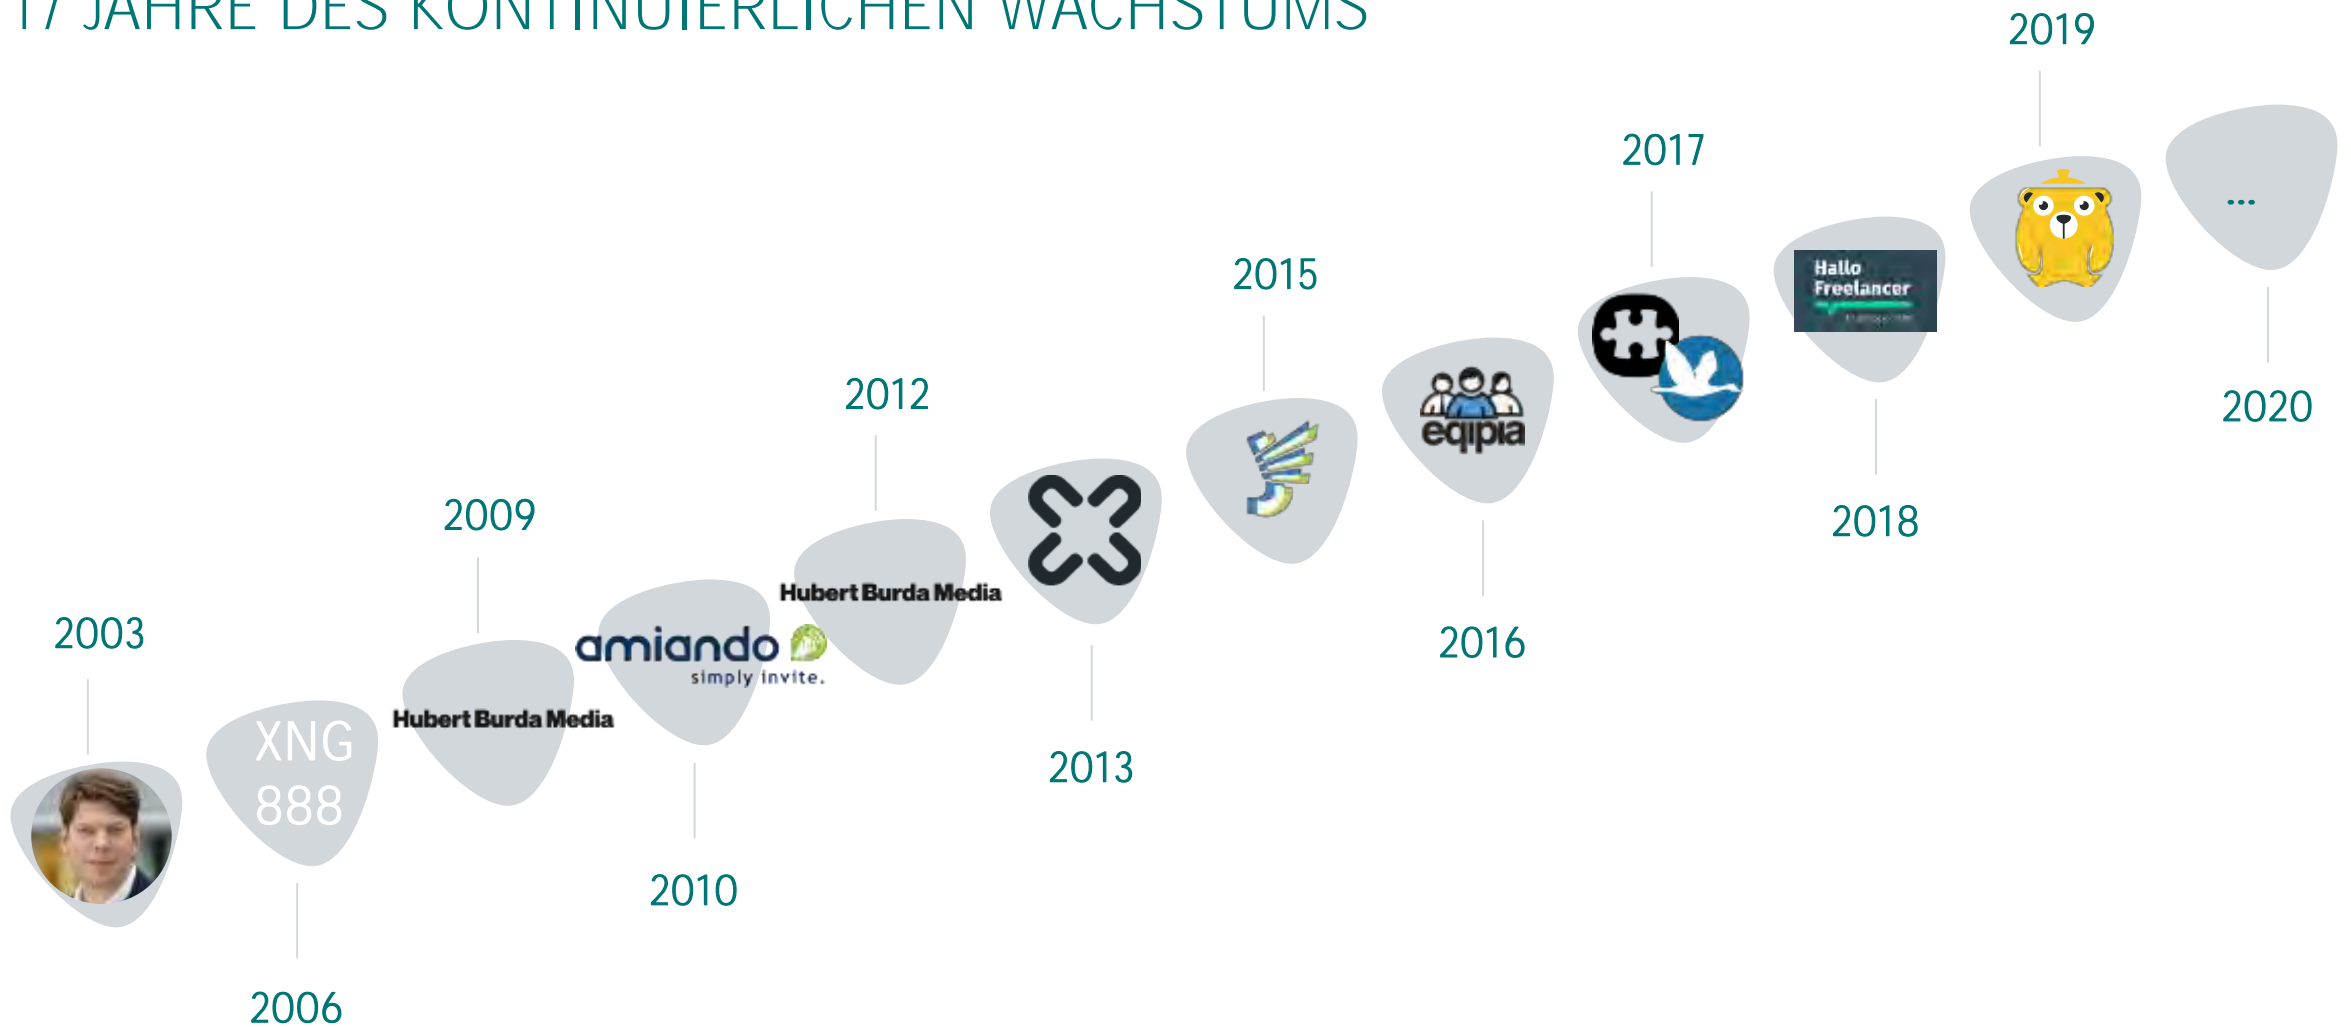 17 JAHRE DES KONTINUIERLICHEN WACHSTUMS
2003
XNG
888
2006
2009
Hubert Burda Media
amiando
simply invite.
2010
2012
Hubert Burda Media
2013
2015
eqipia
2016
2017
Hallo
Freelancer
2018
2019
...
2020